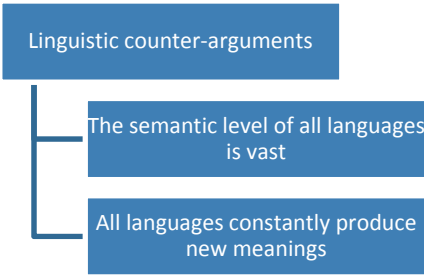 Linguistic counter-arguments
The semantic level of all languages
is vast
All languages constantly produce
new meanings